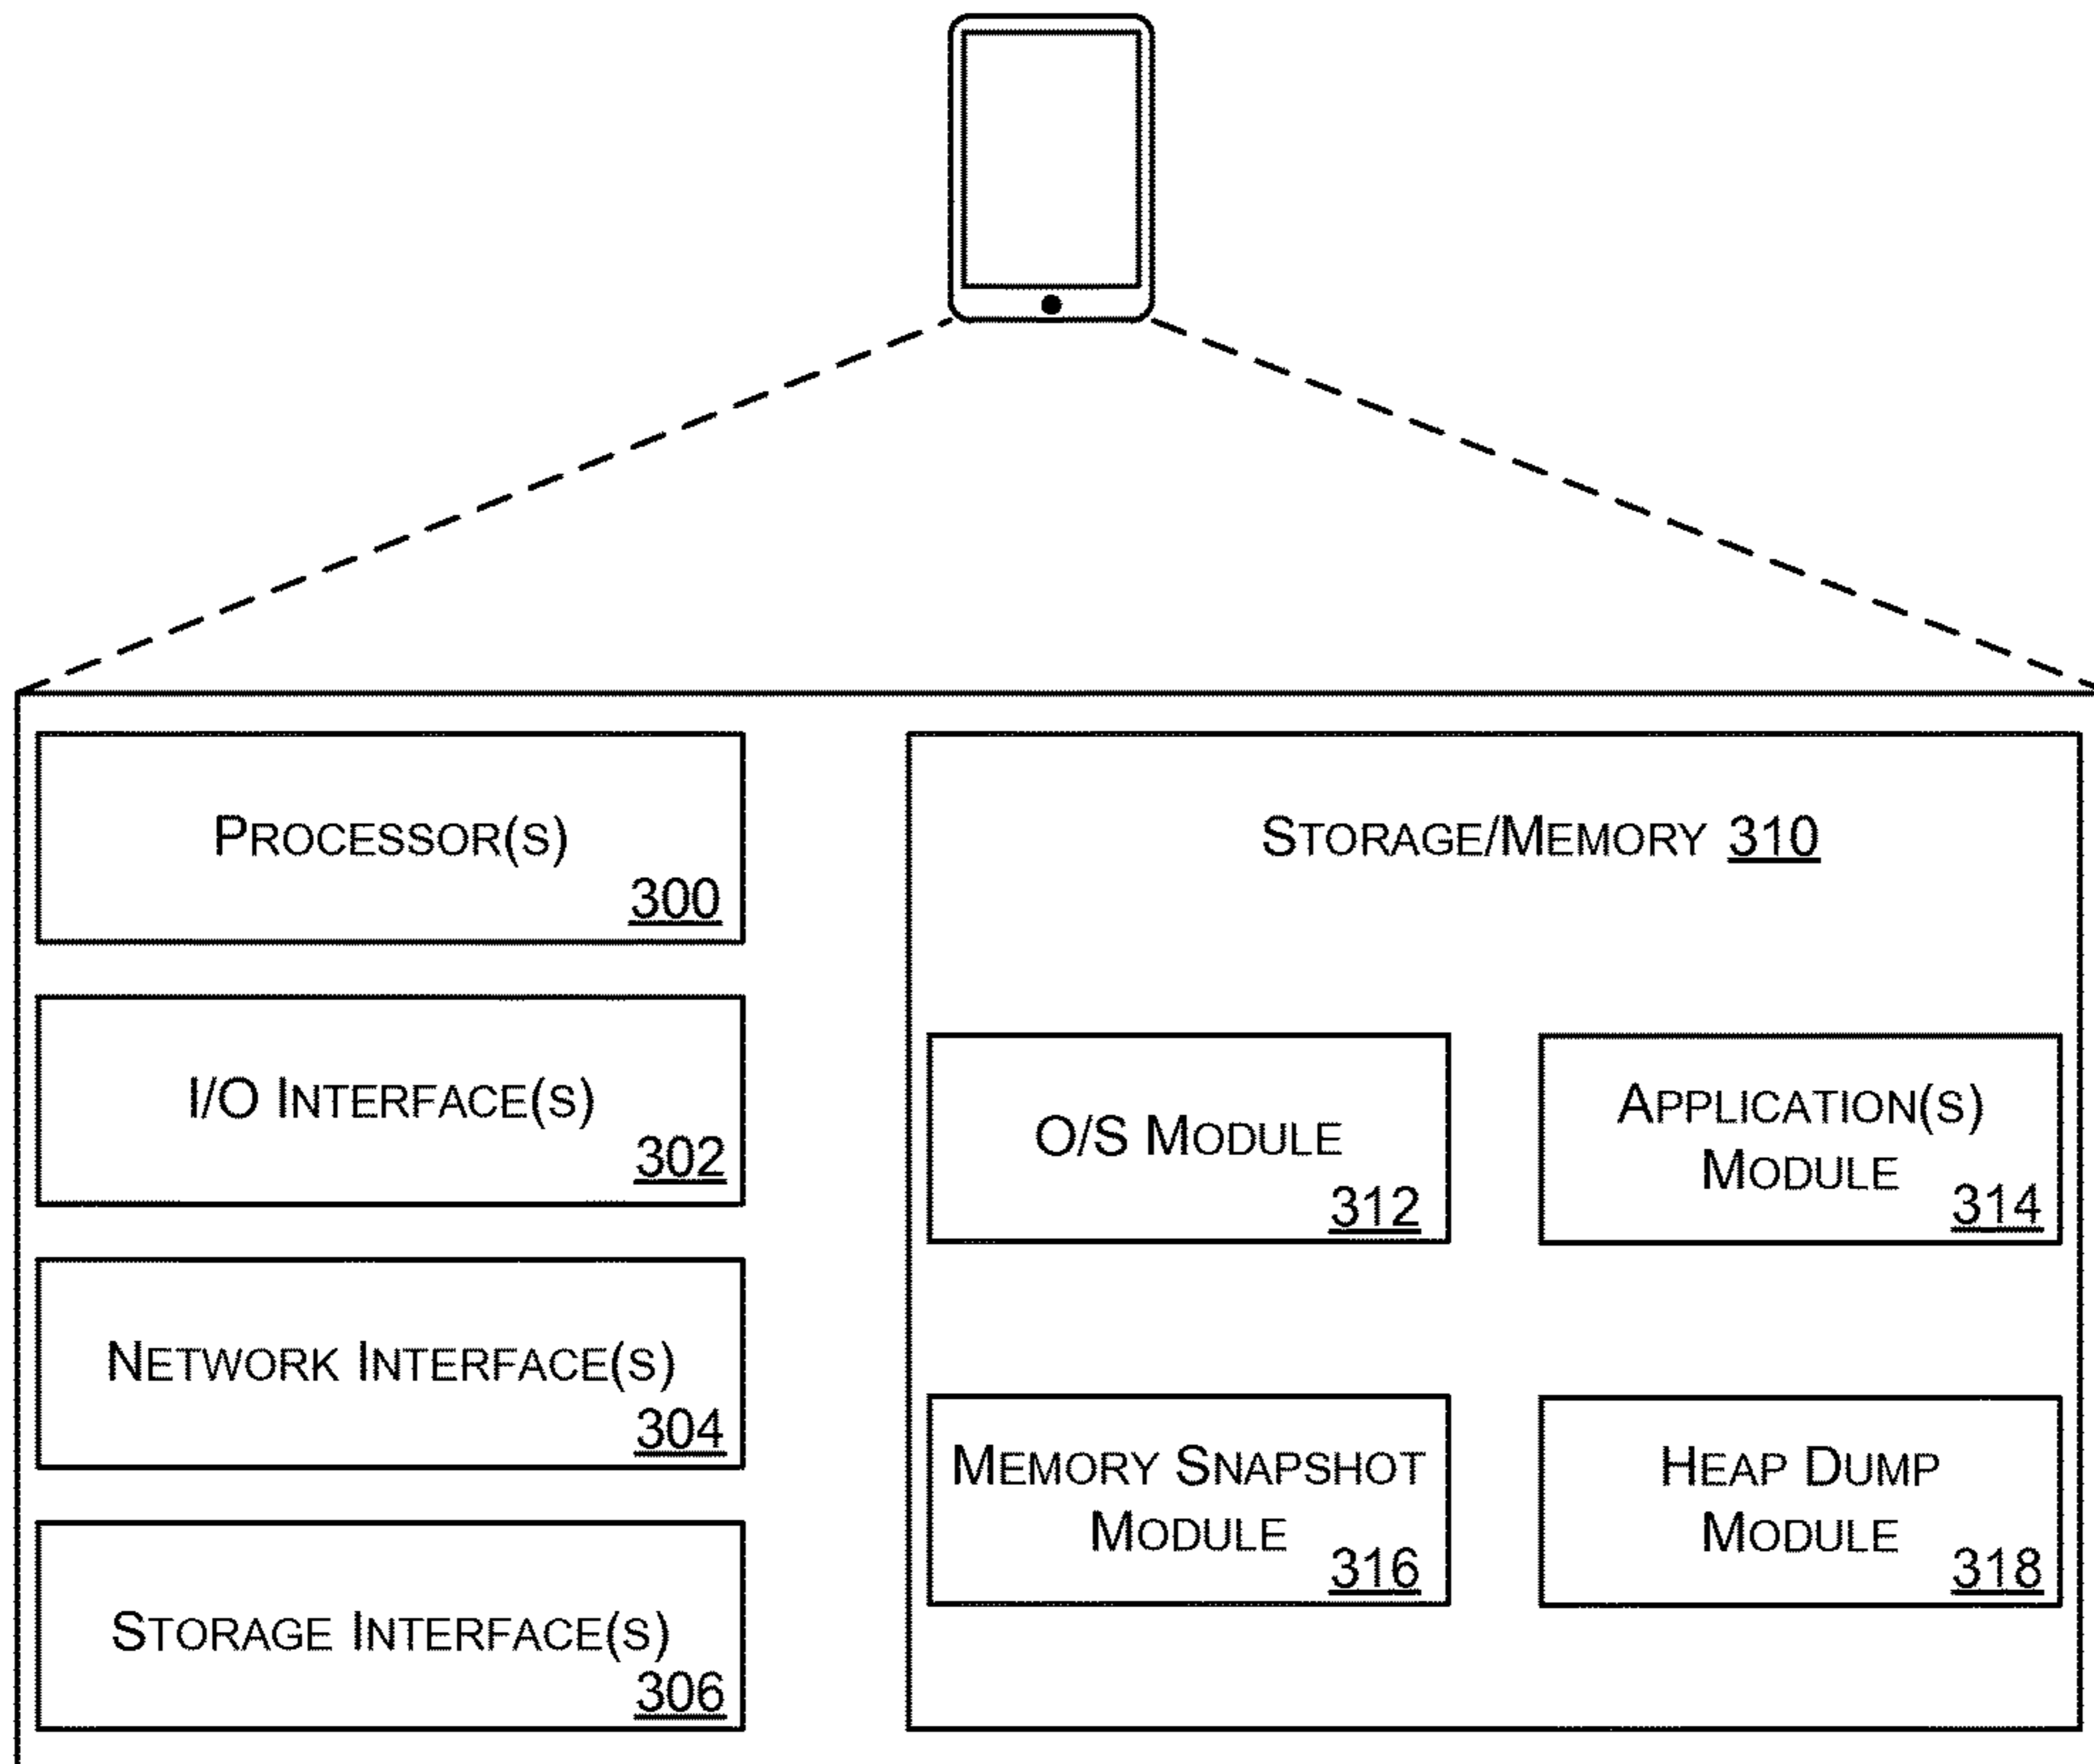 PROCESSOR(S)
300
I/O INTERFACE(S)
302
NETWORK INTERFACE(S)
304
STORAGE INTERFACE(S)
306
STORAGE/MEMORY 310
O/S MODULE
312
APPLICATION(S)
MODULE
314
MEMORY SNAPSHOT
MODULE
316
HEAP DUMP
MODULE
318